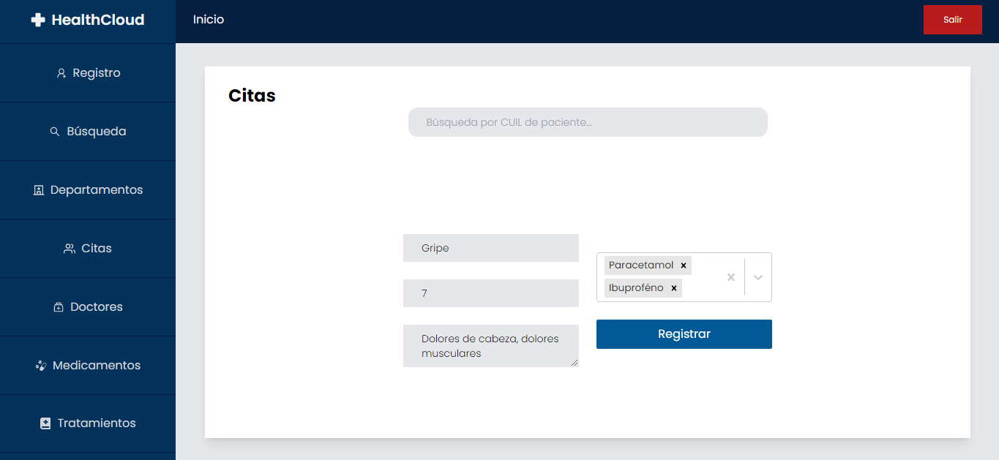 HealthCloud
Inicio
Salir
Registro
Búsqueda
Departamentos
Citas
Doctores
Medicamentos
Tratamientos
Citas
Búsqueda por CUIL de paciente...
Gripe
7
Dolores de cabeza, dolores
musculares
Paracetamol
Ibuproféno
Registrar